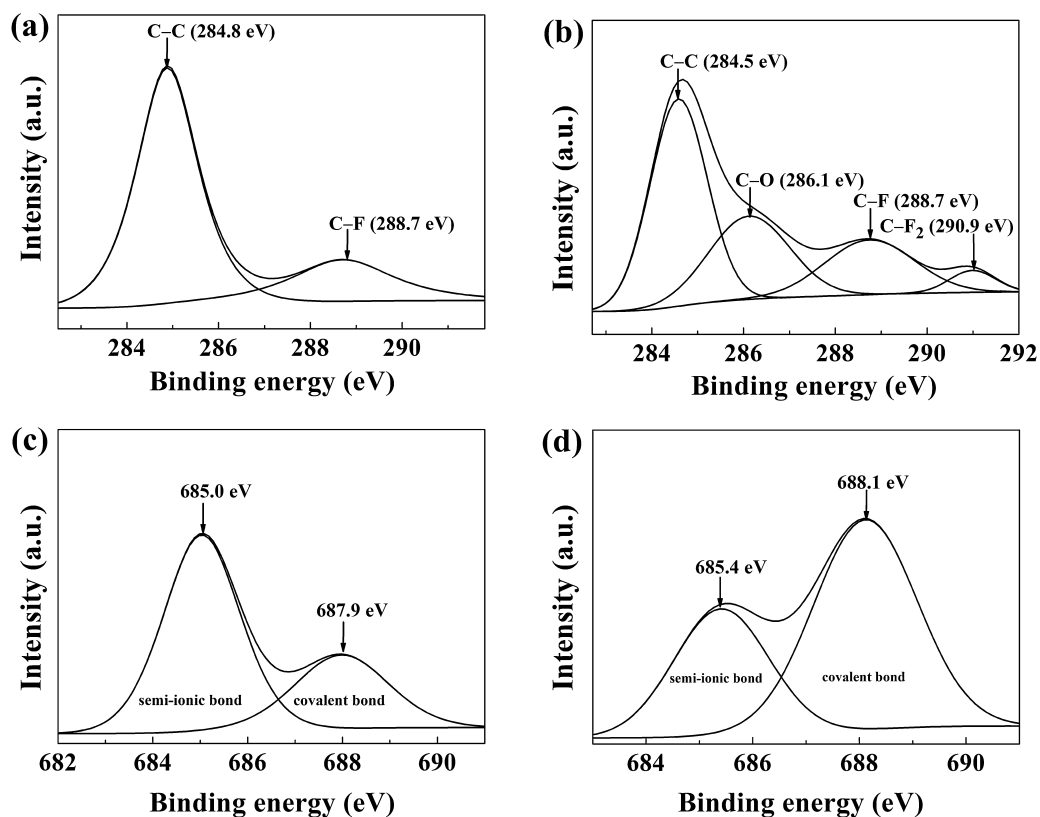 (a)
C–C (284.8 eV)
C–F (288.7 eV)
Intensity (a.u.)
284 286 288 290
Binding energy (eV)
(b)
C–C (284.5 eV)
C–O (286.1 eV)
C–F (288.7 eV)
C–F₂ (290.9 eV)
Intensity (a.u.)
284 286 288 290 292
Binding energy (eV)
(c)
685.0 eV
687.9 eV
semi-ionic bond
covalent bond
Intensity (a.u.)
682 684 686 688 690
Binding energy (eV)
(d)
688.1 eV
685.4 eV
semi-ionic bond
covalent bond
Intensity (a.u.)
684 686 688 690
Binding energy (eV)